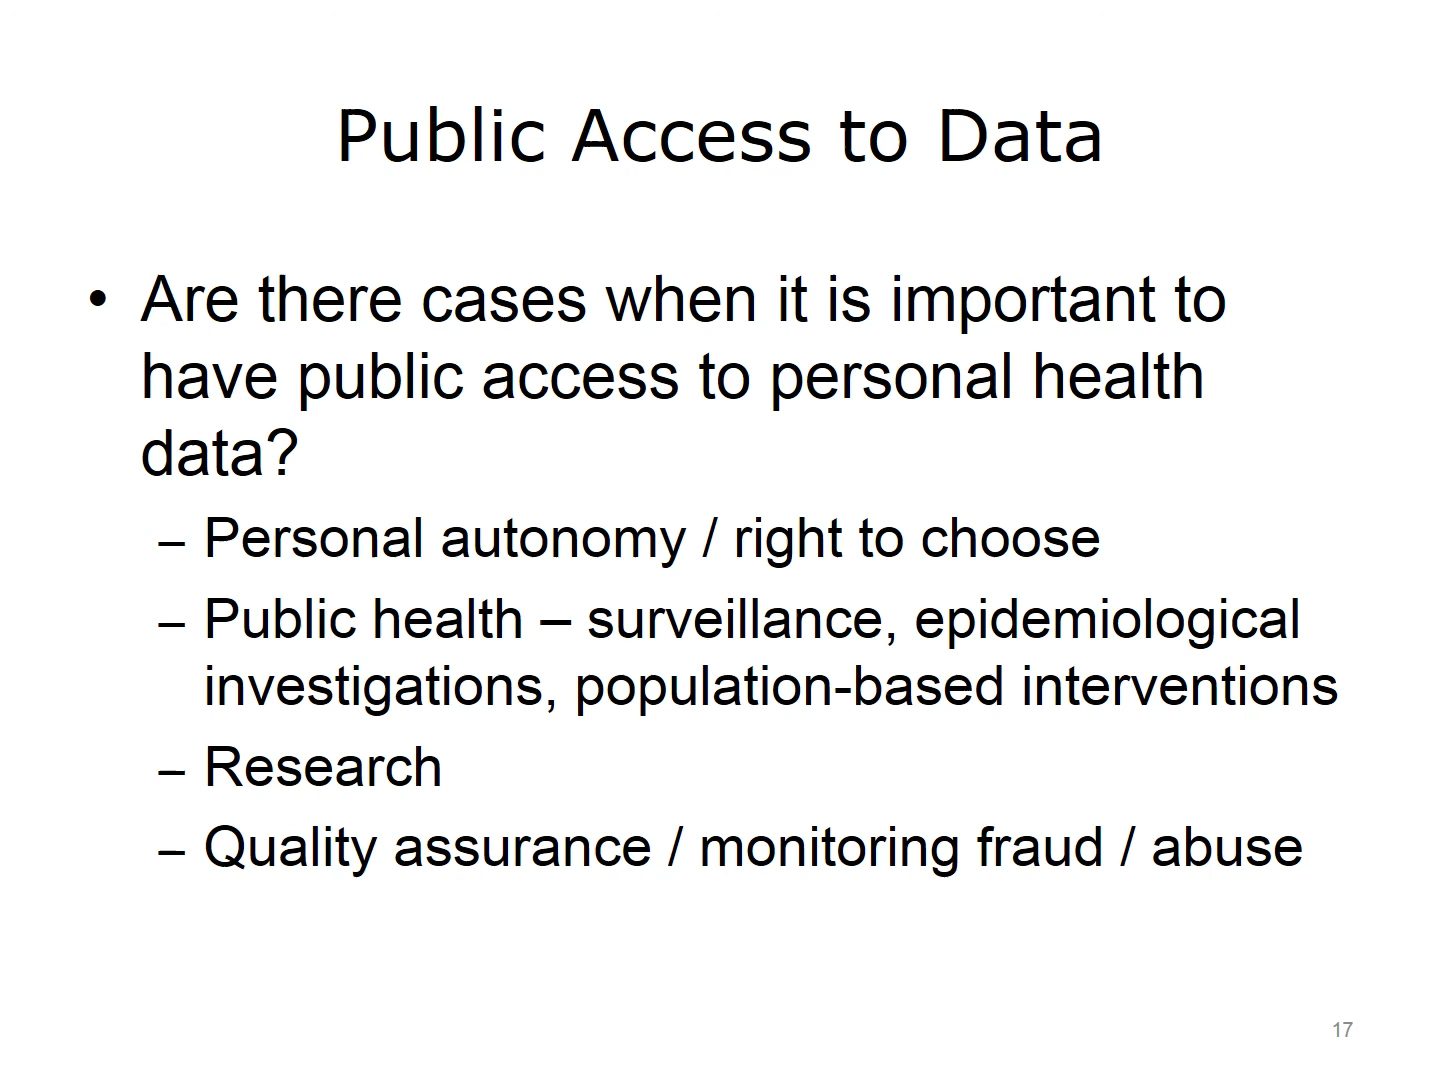 Public Access to Data
• Are there cases when it is important to
have public access to personal health
data?
– Personal autonomy / right to choose
– Public health – surveillance, epidemiological
investigations, population-based interventions
– Research
– Quality assurance / monitoring fraud / abuse
17